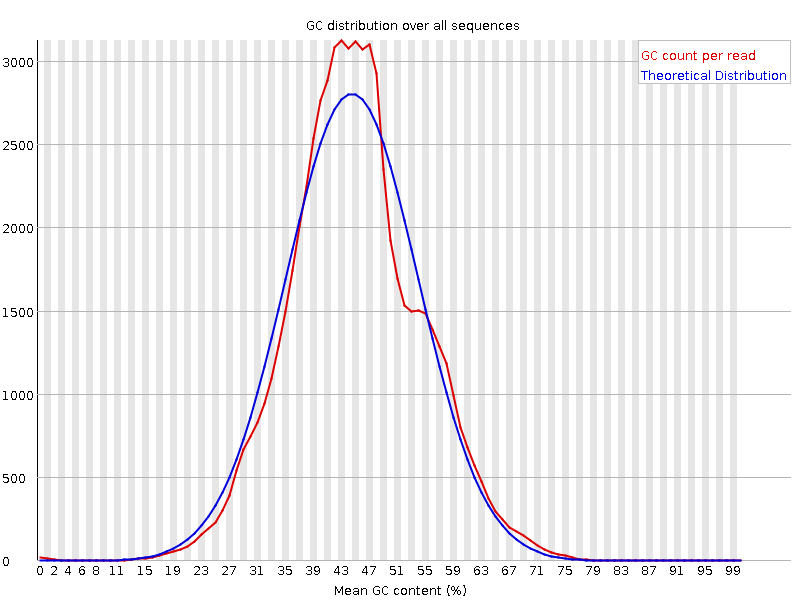 GC distribution over all sequences
GC count per read
Theoretical Distribution
3000
2500
2000
1500
1000
500
0
0 2 4 6 8 11 15 19 23 27 31 35 39 43 47 51 55 59 63 67 71 75 79 83 87 91 95 99
Mean GC content (%)